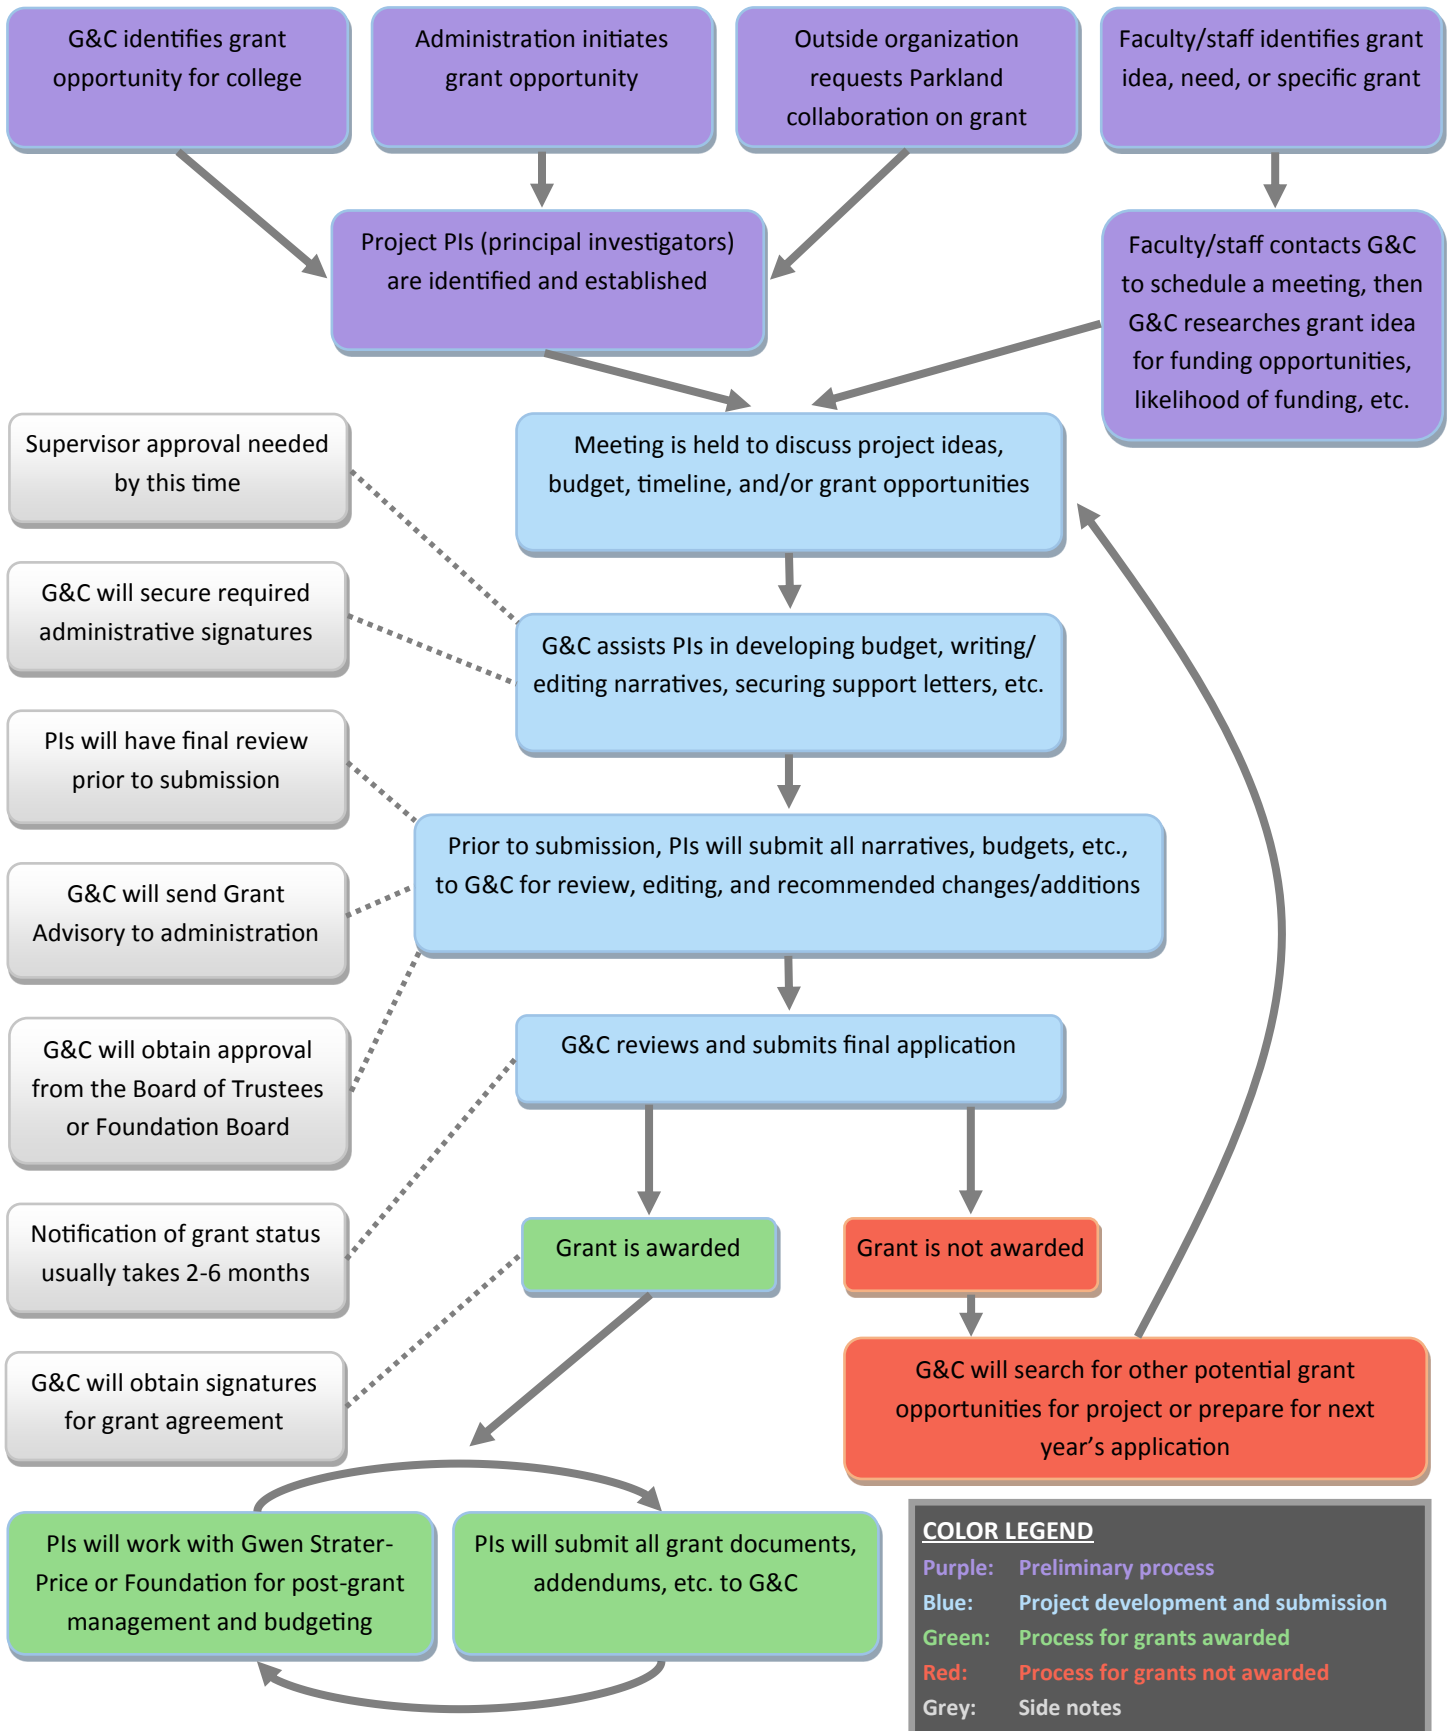 G&C identifies grant
opportunity for college
Administration initiates
grant opportunity
Outside organization
requests Parkland
collaboration on grant
Faculty/staff identifies grant
idea, need, or specific grant
Project PIs (principal investigators)
are identified and established
Faculty/staff contacts G&C
to schedule a meeting, then
G&C researches grant idea
for funding opportunities,
likelihood of funding, etc.
Meeting is held to discuss project ideas,
budget, timeline, and/or grant opportunities
Supervisor approval needed
by this time
G&C will secure required
administrative signatures
G&C assists PIs in developing budget, writing/
editing narratives, securing support letters, etc.
PIs will have final review
prior to submission
Prior to submission, PIs will submit all narratives, budgets, etc.,
to G&C for review, editing, and recommended changes/additions
G&C will send Grant
Advisory to administration
G&C will obtain approval
from the Board of Trustees
or Foundation Board
G&C reviews and submits final application
Notification of grant status
usually takes 2-6 months
Grant is awarded
Grant is not awarded
G&C will obtain signatures
for grant agreement
G&C will search for other potential grant
opportunities for project or prepare for next
year's application
PIs will work with Gwen Strater-
Price or Foundation for post-grant
management and budgeting
PIs will submit all grant documents,
addendums, etc. to G&C
COLOR LEGEND
Purple: Preliminary process
Blue: Project development and submission
Green: Process for grants awarded
Red: Process for grants not awarded
Grey: Side notes